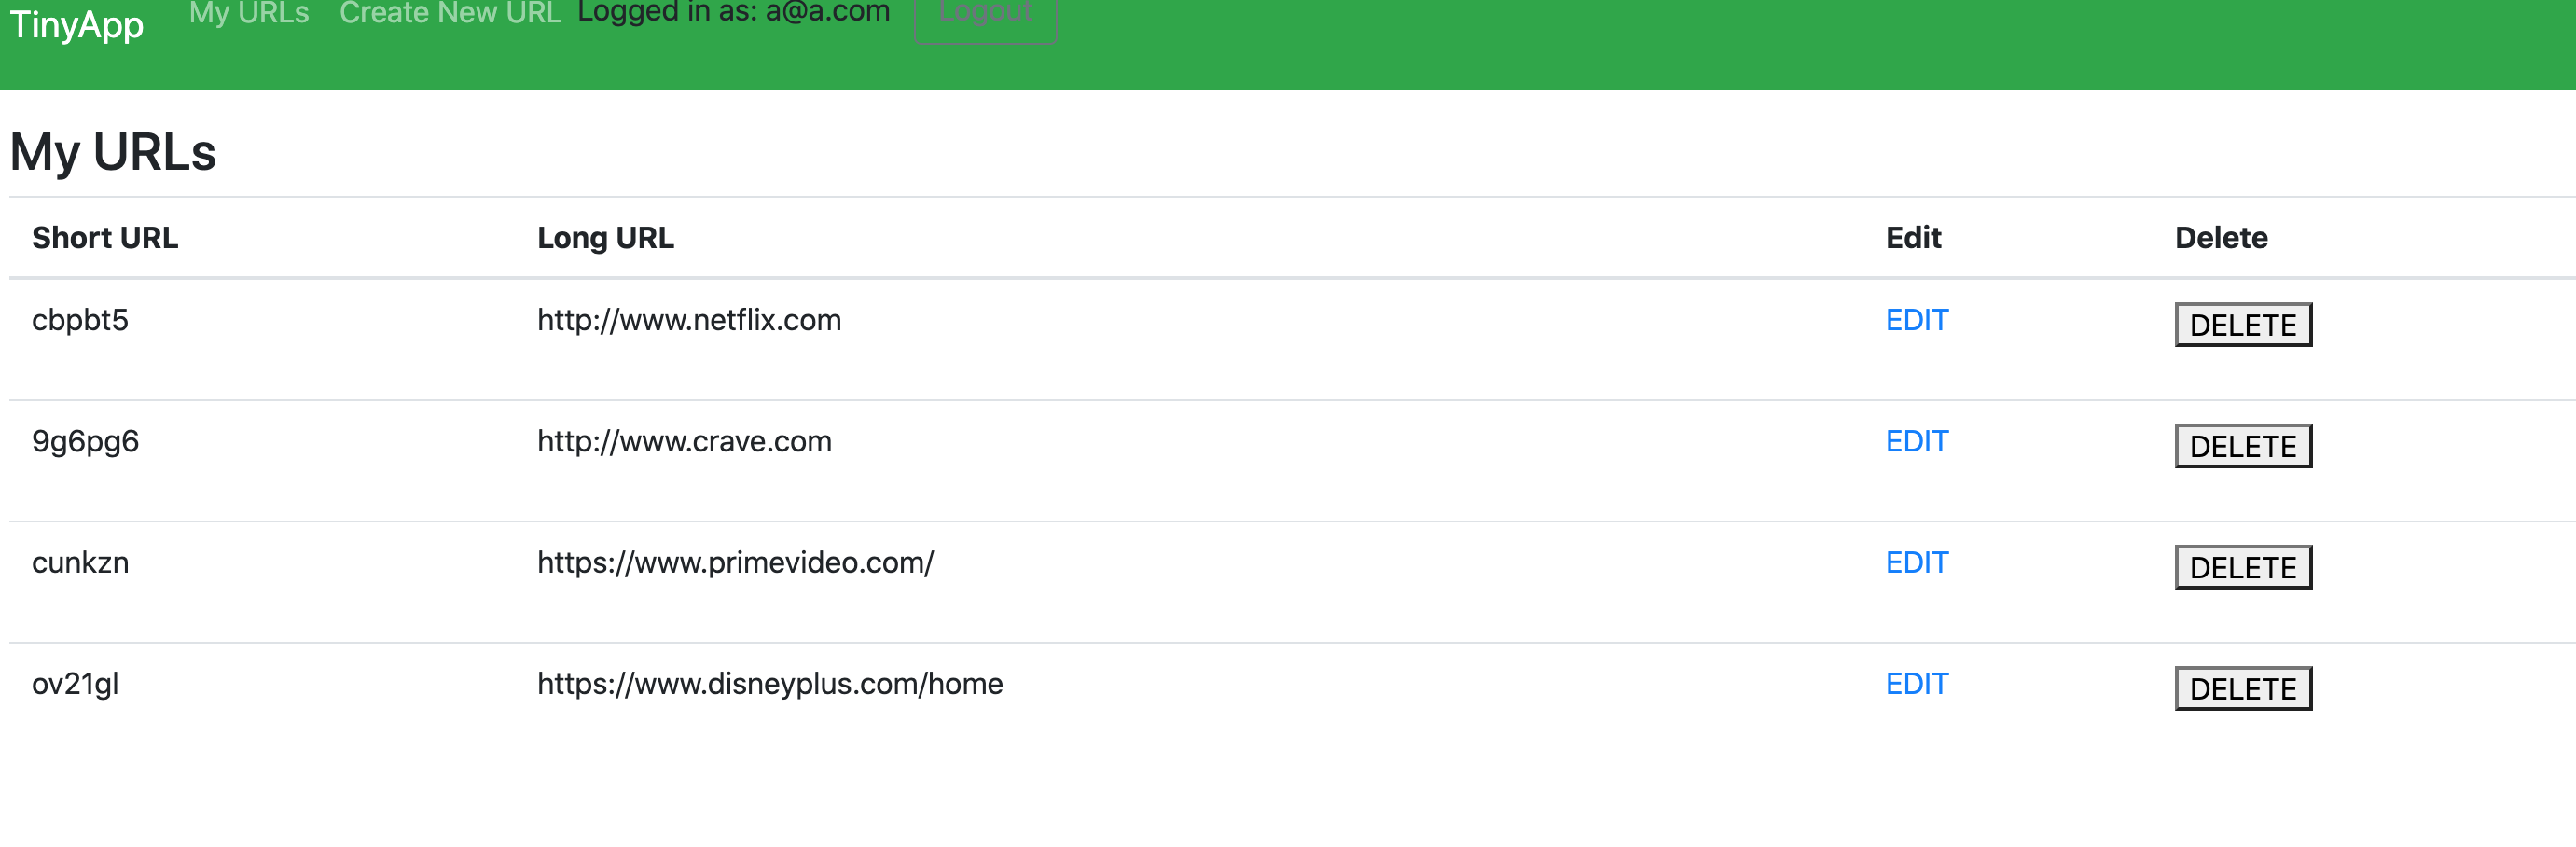 TinyApp My URLs Create New URL Logged in as: a@a.com Logout
My URLs
Short URL Long URL Edit Delete
cbpbt5 http://www.netflix.com EDIT DELETE
9g6pg6 http://www.crave.com EDIT DELETE
cunkzn https://www.primevideo.com/ EDIT DELETE
ov21gl https://www.disneyplus.com/home EDIT DELETE